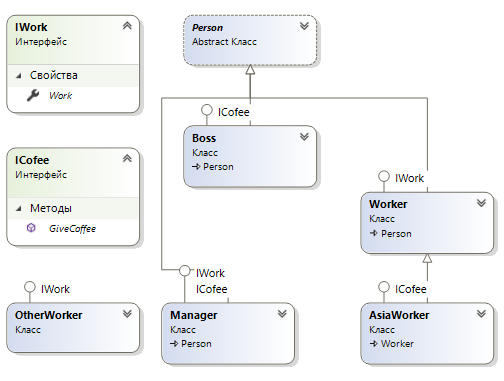 IWork
Интерфейс
Свойства
Work
Person
Abstract Класс
ICofee
Boss
Класс
Person
ICofee
Интерфейс
Методы
GiveCoffee
IWork
Worker
Класс
Person
IWork
OtherWorker
Класс
IWork
ICofee
Manager
Класс
Person
ICofee
AsiaWorker
Класс
Worker